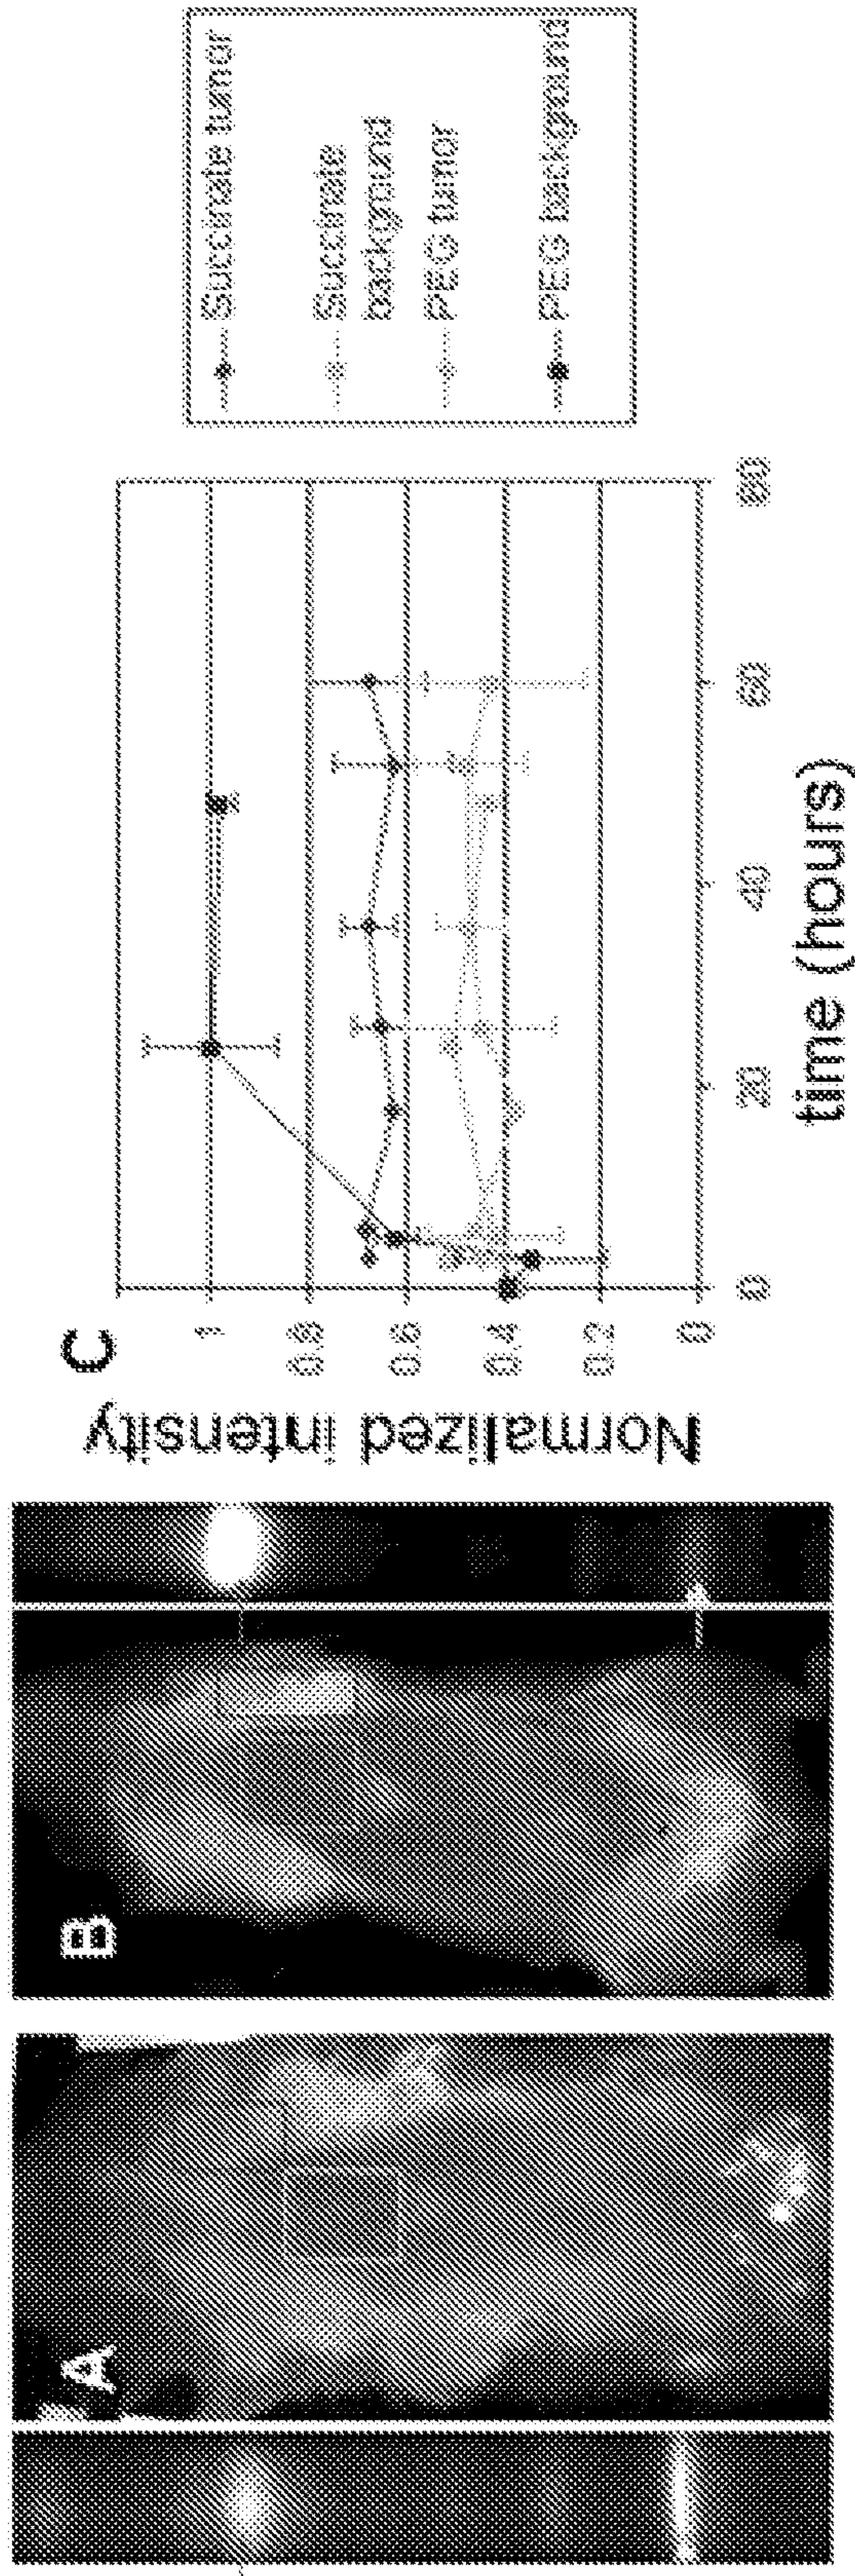 A
B
C
Normalized intensity
1
0.8
0.6
0.4
0.2
0
0
20
40
60
80
time (hours)
Succinate tumor
Succinate
background
PEG tumor
PEG background